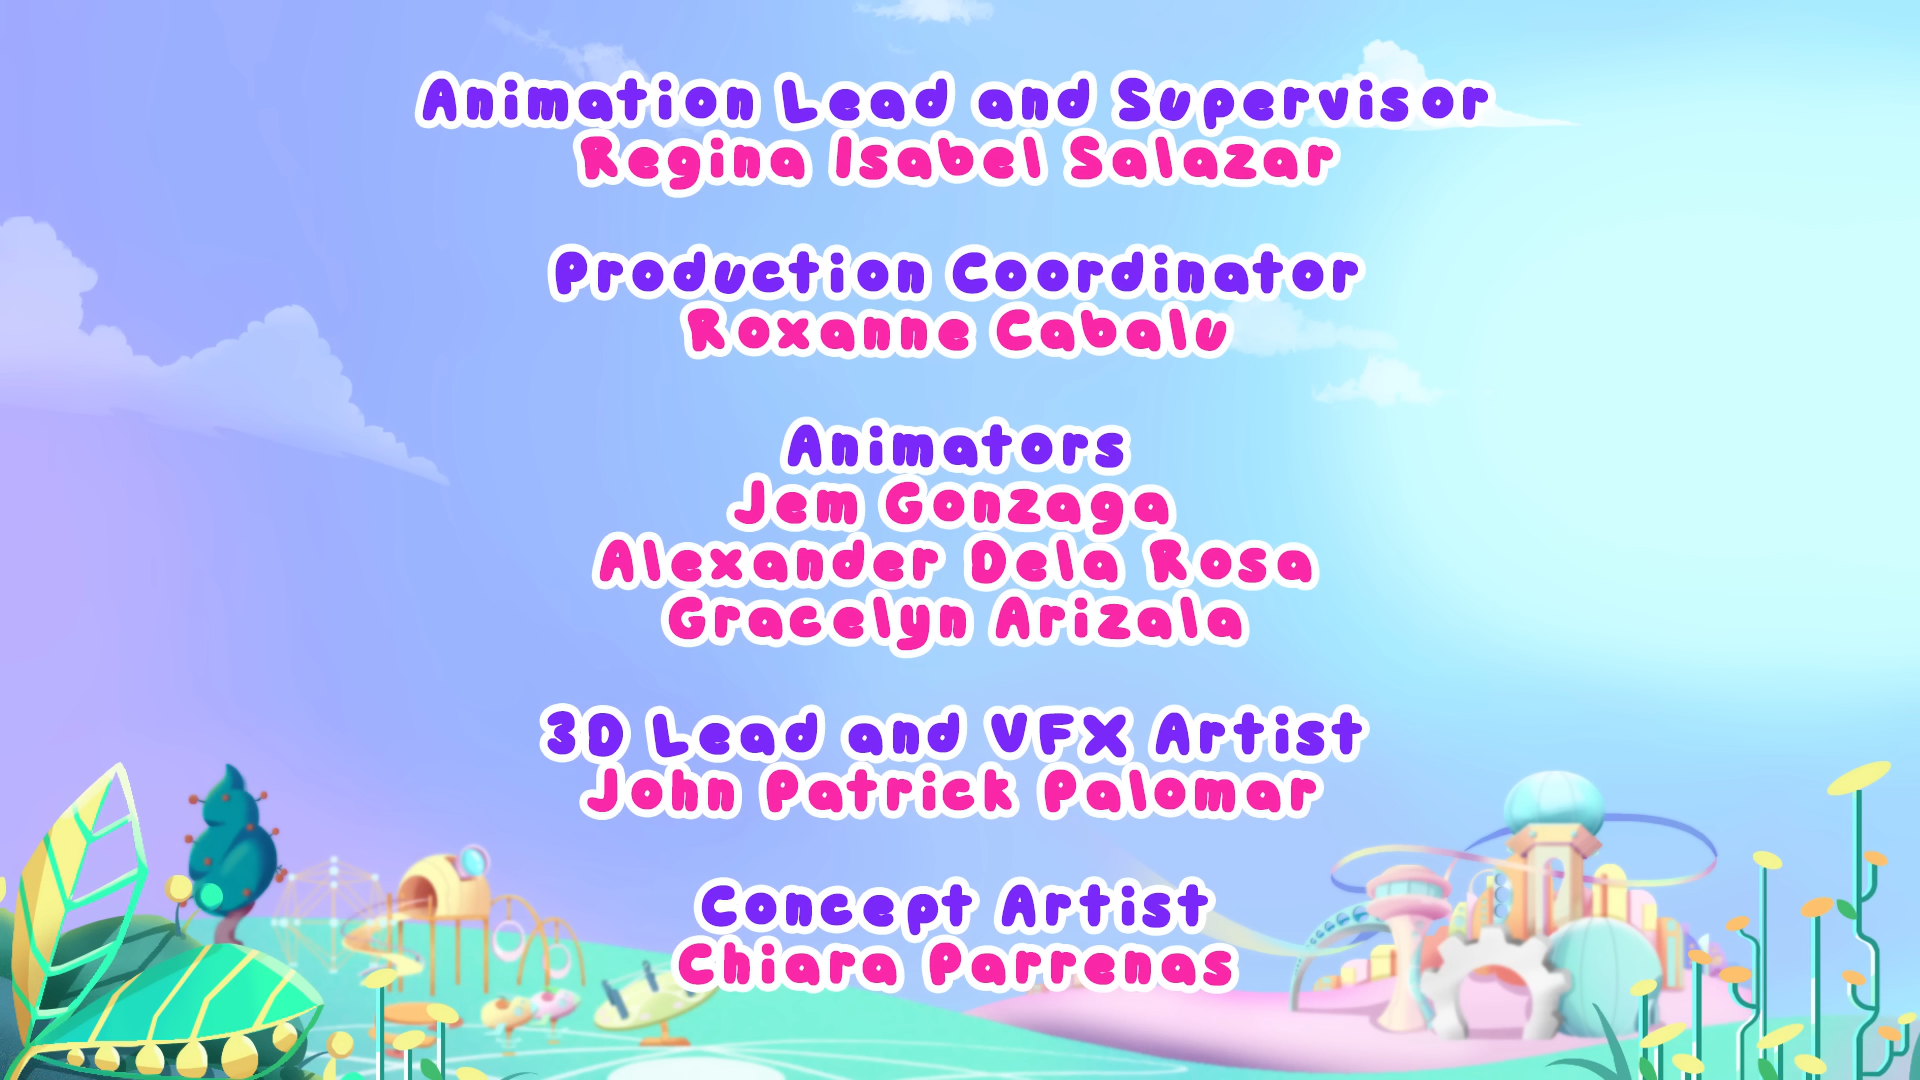 Animation Lead and Supervisor
Regina Isabel Salazar
Production Coordinator
Roxanne Cabalu
Animators
Jem Gonzaga
Alexander Dela Rosa
Gracelyn Arizala
3D Lead and VFX Artist
John Patrick Palomar
Concept Artist
Chiara Parrenas